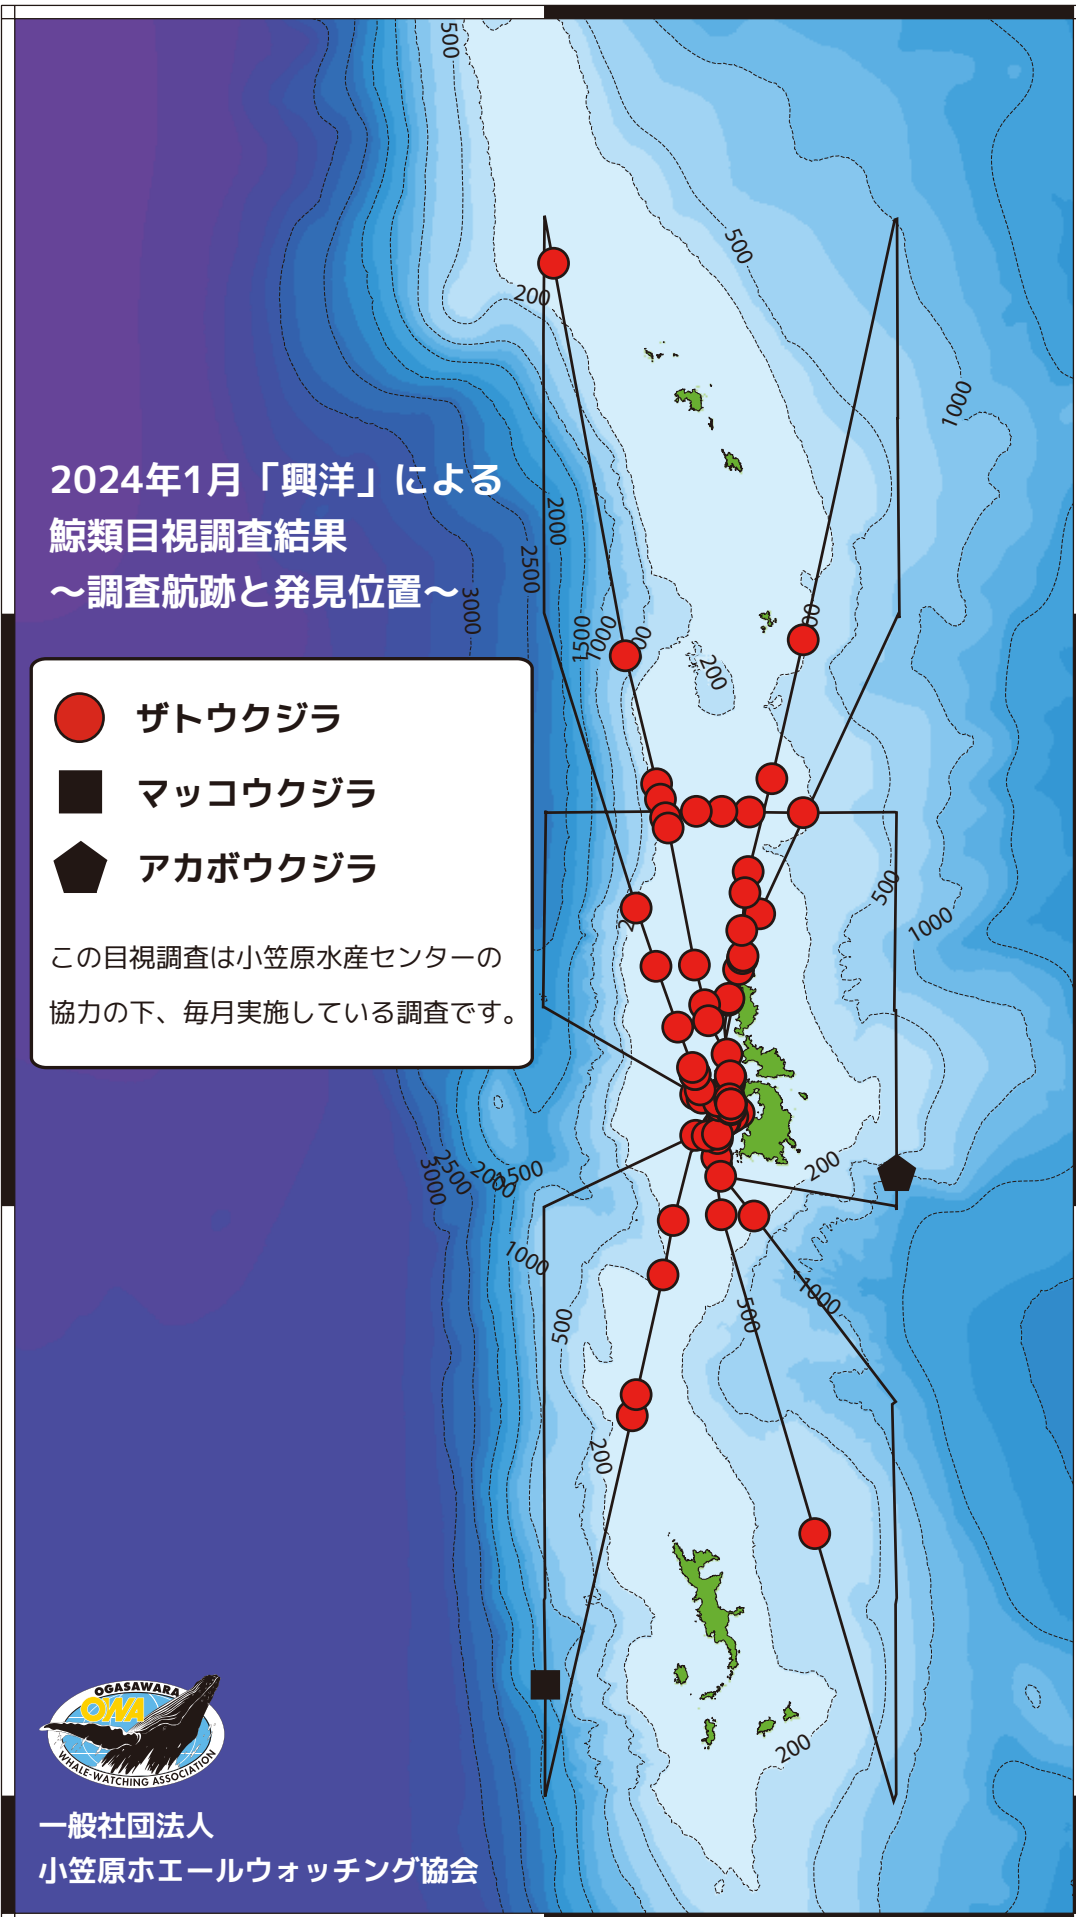 500
500
200
1000
2024年1月「興洋」による
鯨類目視調査結果
～調査航跡と発見位置～
2000
2500
3000
1500
1000
200
ザトウクジラ
マッコウクジラ
アカボウクジラ
この目視調査は小笠原水産センターの
協力の下、毎月実施している調査です。
500
1000
200
3000
2500
2000
1500
1000
500
500
1000
200
200
OGASAWARA
OWA
WHALE-WATCHING ASSOCIATION
一般社団法人
小笠原ホエールウォッチング協会